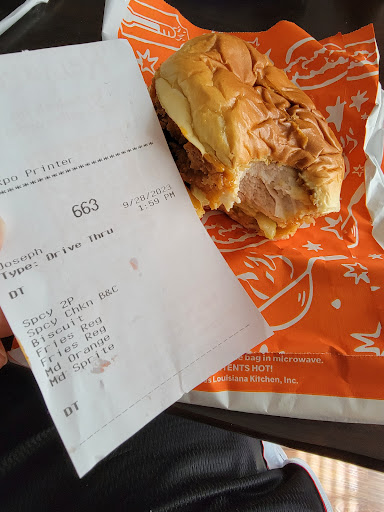 xpo Printer
********************
663
9/28/2023
1:59 PM
Joseph
Type: Drive Thru
DT
Spcy 2P
Spcy Chkn B&C
Biscuit
Fries Reg
Fries Reg
Md Orange
Md Sprite
DT
bag in microwave.
TENTS HOT!
Louisiana Kitchen, Inc.